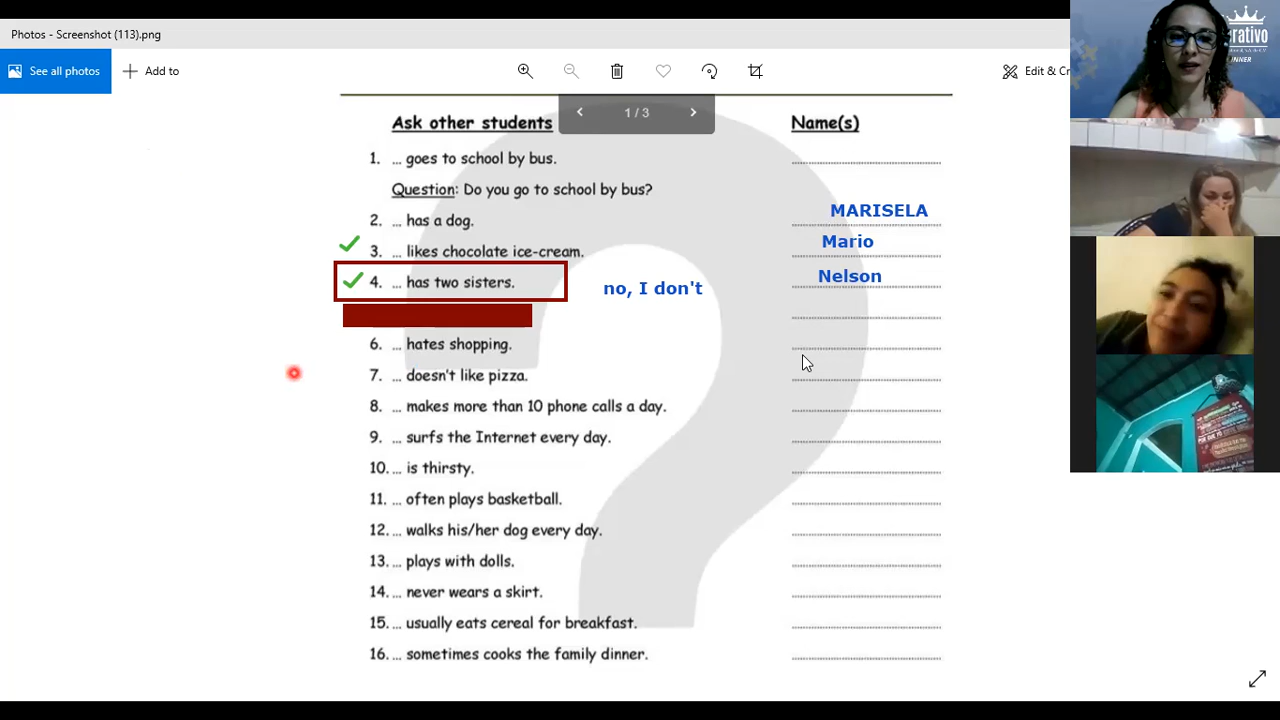 Photos - Screenshot (113).png
See all photos
Add to
Edit & Cr
1 / 3
erativo
INNER
Ask other students Name(s)
1. ... goes to school by bus.
Question: Do you go to school by bus?
2. ... has a dog. MARISELA
3. ... likes chocolate ice-cream. Mario
4. ... has two sisters. no, I don't Nelson
6. ... hates shopping.
7. ... doesn't like pizza.
8. ... makes more than 10 phone calls a day.
9. ... surfs the Internet every day.
10. ... is thirsty.
11. ... often plays basketball.
12. ... walks his/her dog every day.
13. ... plays with dolls.
14. ... never wears a skirt.
15. ... usually eats cereal for breakfast.
16. ... sometimes cooks the family dinner.